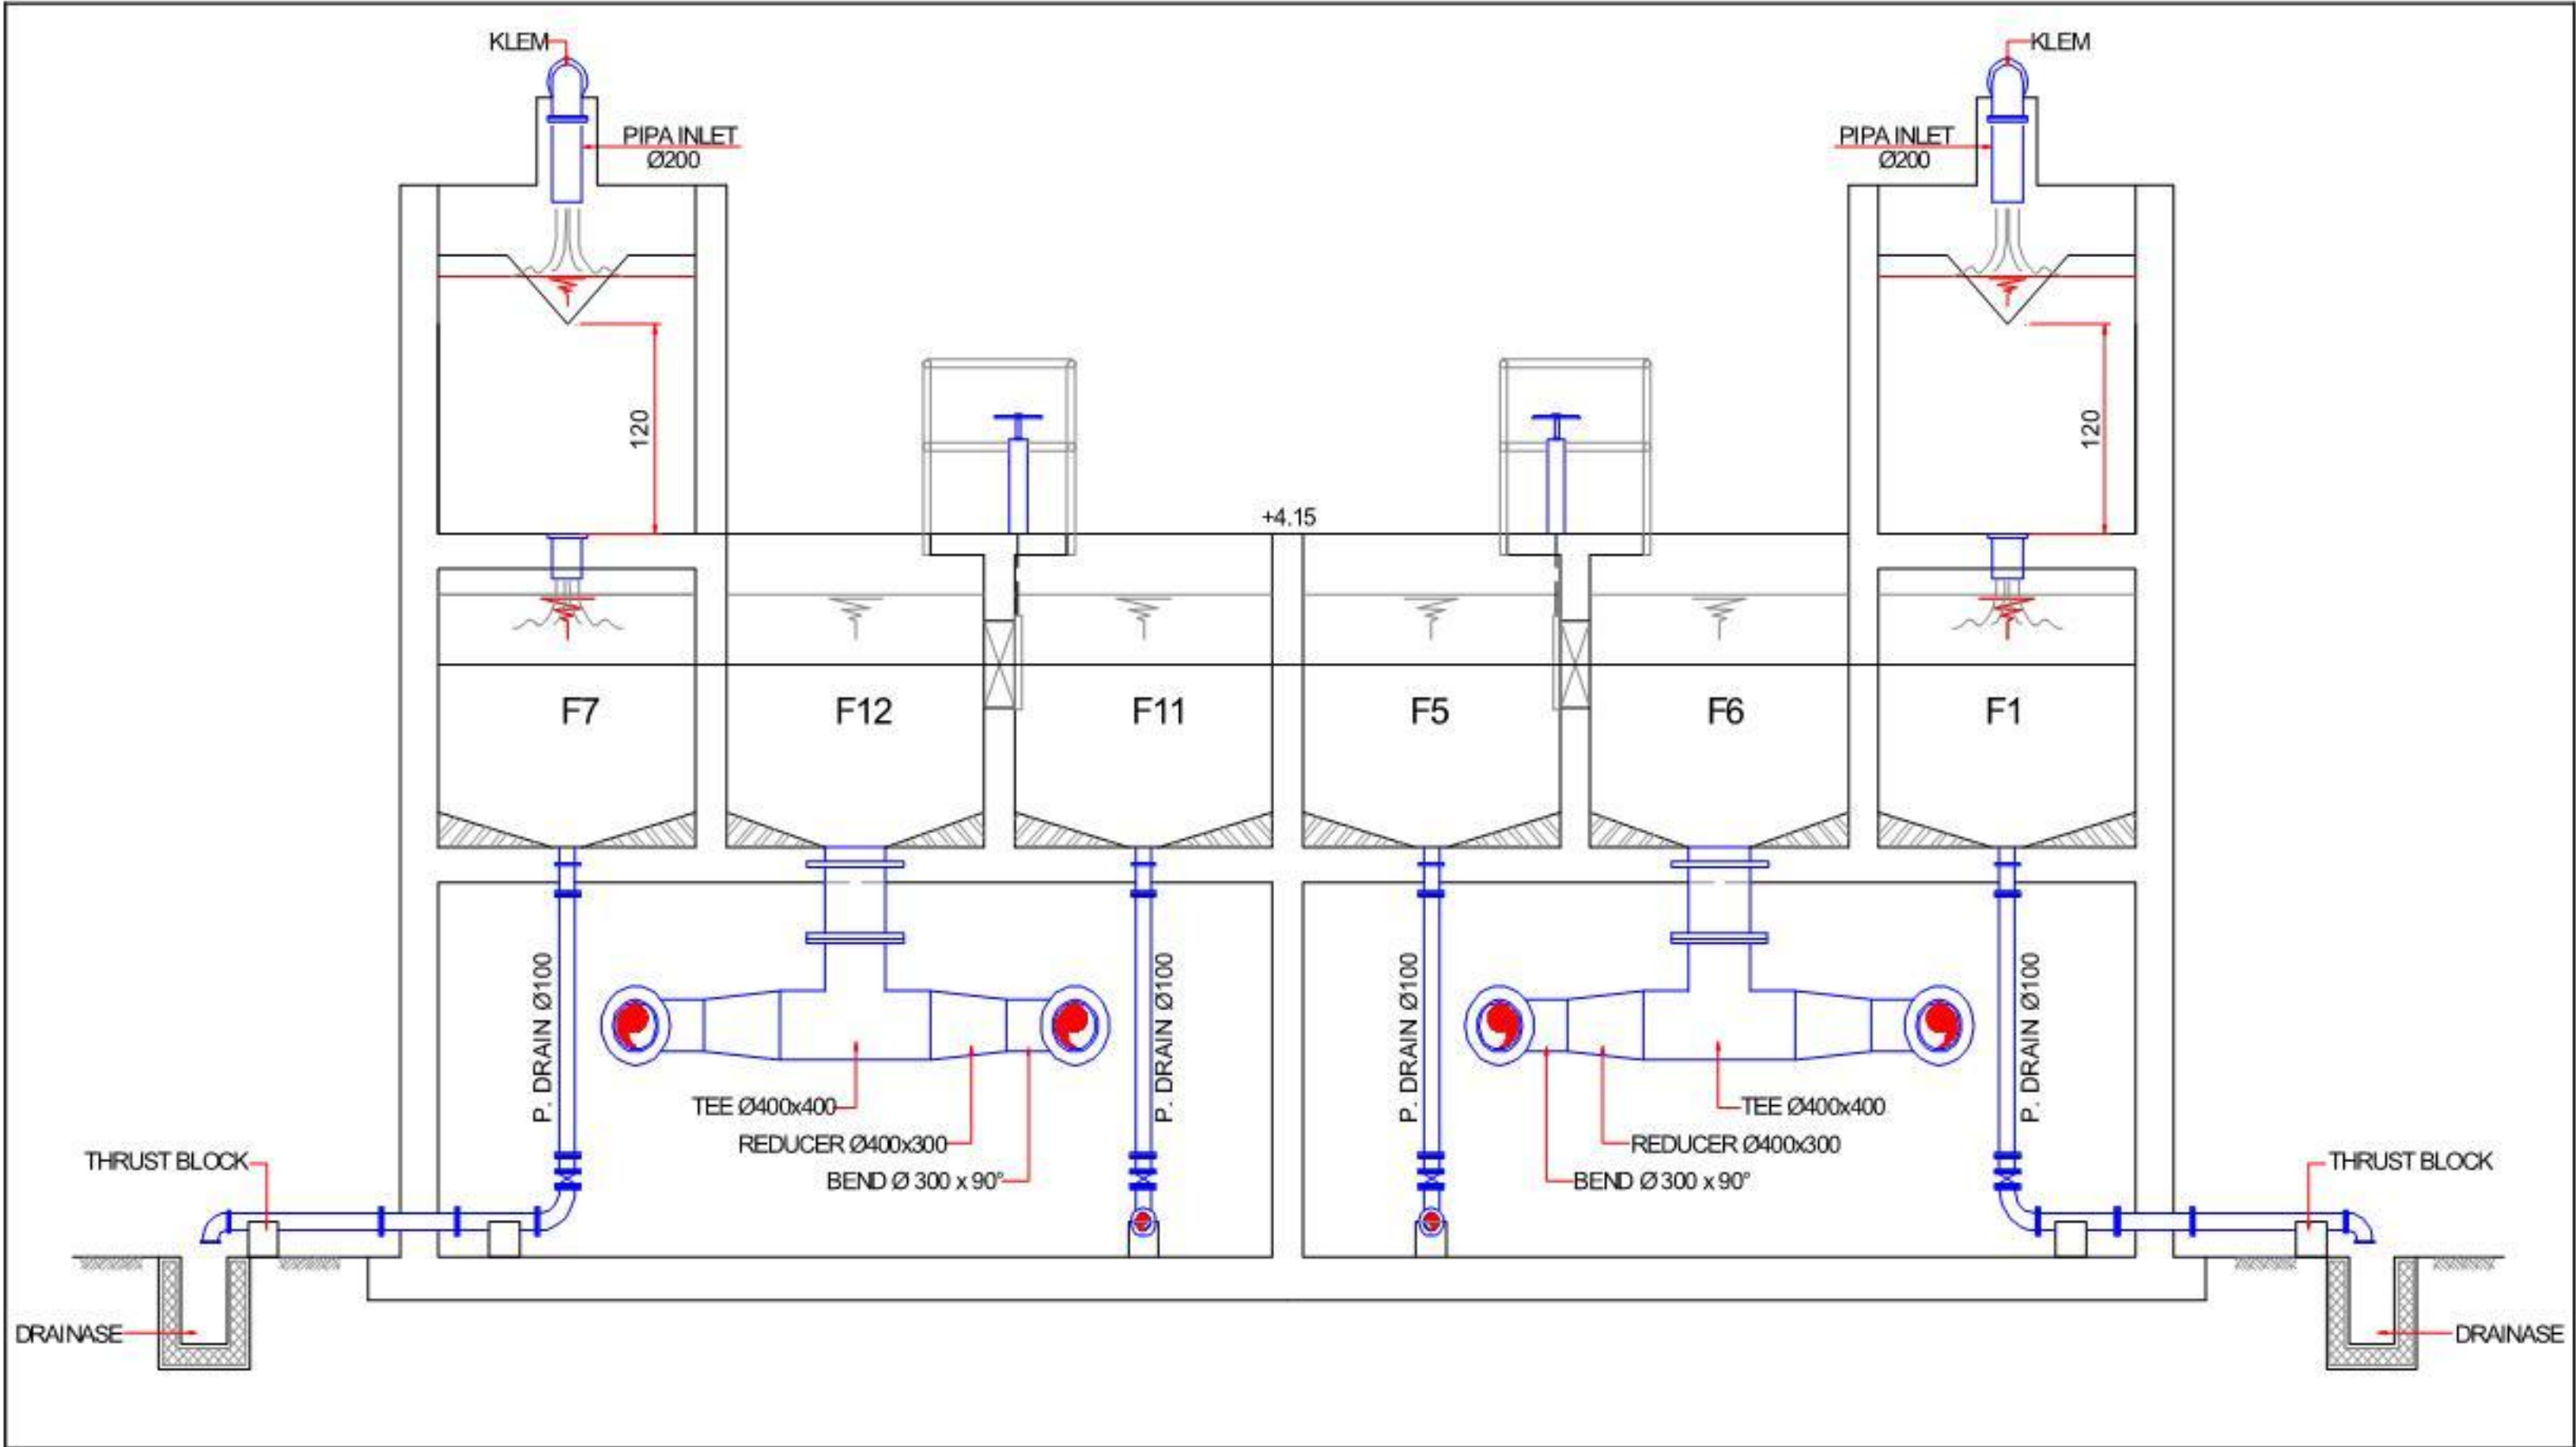 KLEM
KLEM
PIPA INLET
Ø200
PIPA INLET
Ø200
120
120
+4.15
F7
F12
F11
F5
F6
F1
P. DRAIN Ø100
P. DRAIN Ø100
P. DRAIN Ø100
P. DRAIN Ø100
TEE Ø400x400
TEE Ø400x400
REDUCER Ø400x300
REDUCER Ø400x300
BEND Ø 300 x 90°
BEND Ø 300 x 90°
THRUST BLOCK
THRUST BLOCK
DRAINASE
DRAINASE